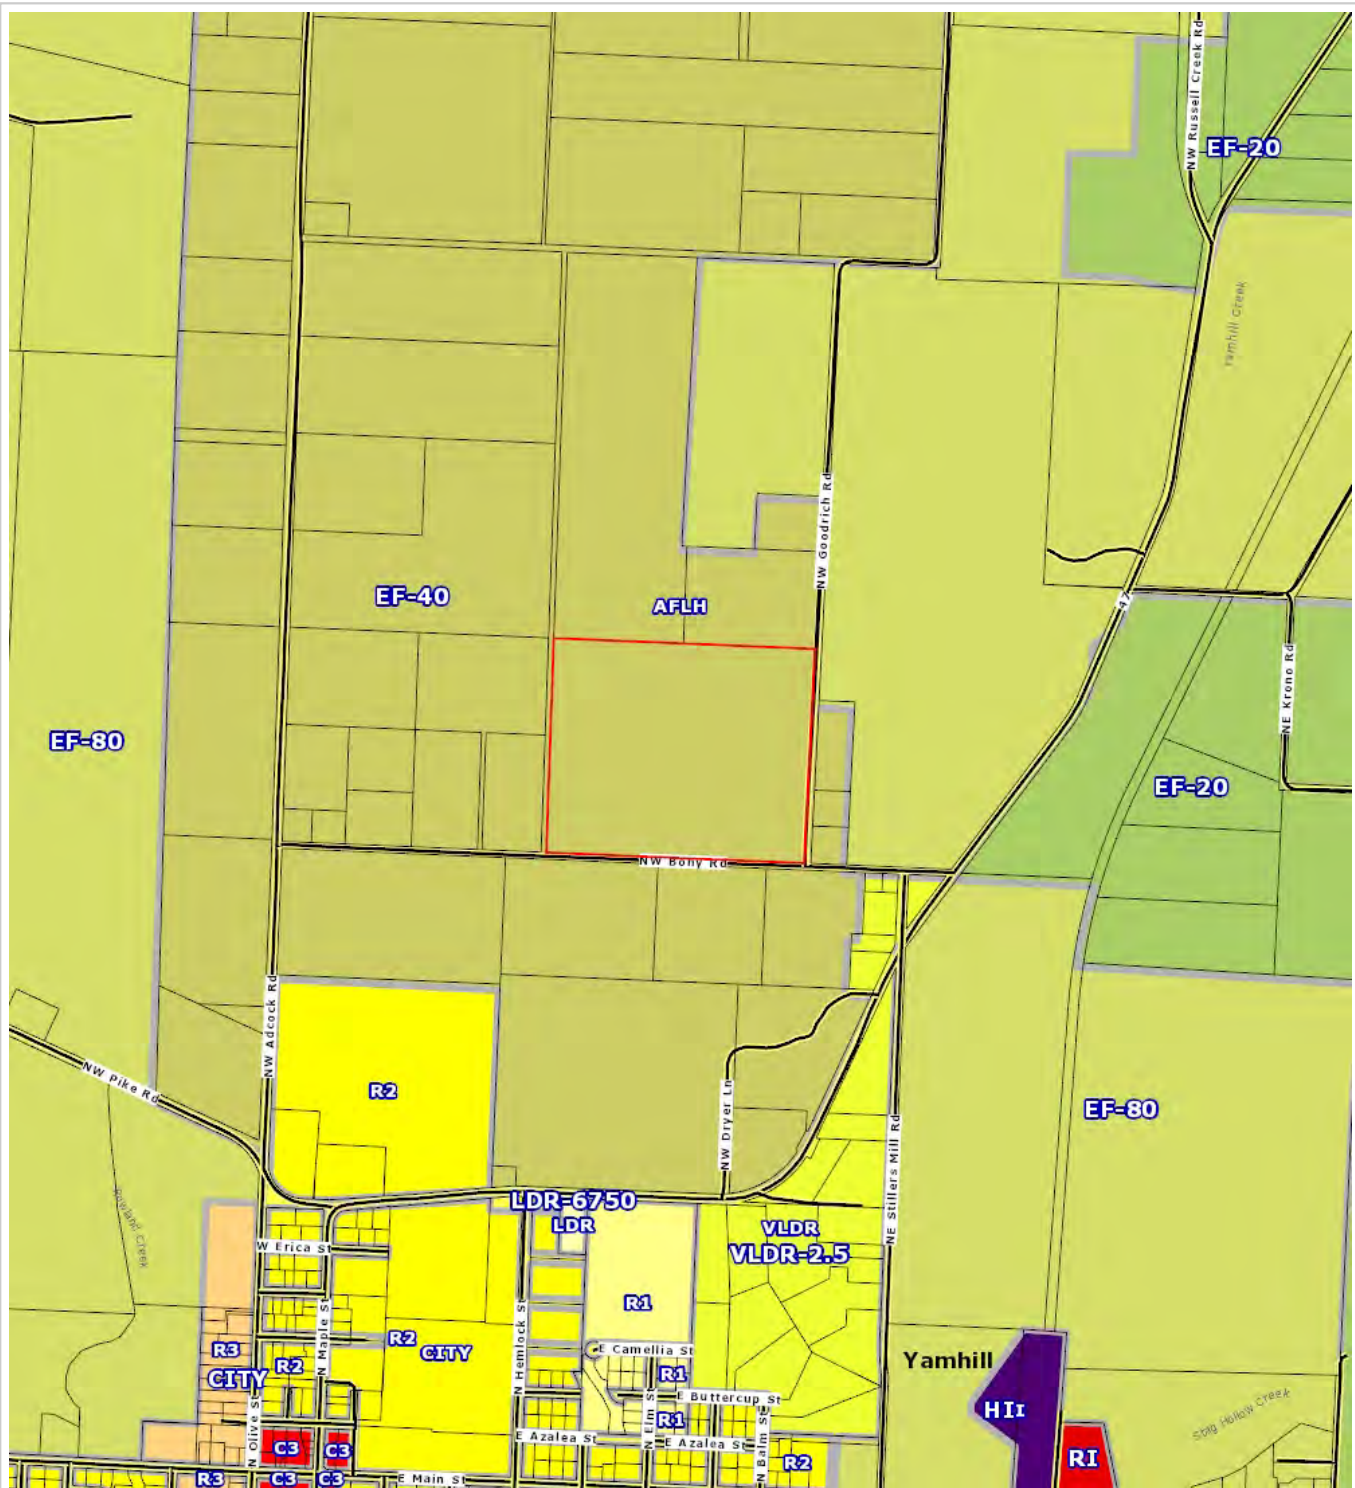 NW Russell Creek Rd
EF-20
Yamhill Creek
NW Goodrich Rd
EF-40
AFLH
47
NE Krono Rd
EF-80
EF-20
NW Bony Rd
NW Adcock Rd
NW Pike Rd
R2
NW Dryer Ln
EF-80
NE Stillers Mill Rd
Rowland Creek
LDR-6750
LDR
VLDR
VLDR-2.5
W Erica St
R1
N Maple St
N Hemlock St
R3
R2
R2
CITY
E Camellia St
Yamhill
CITY
R1
E Buttercup St
HI
I
N Olive St
N Elm St
R1
N Balm St
Stag Hollow Creek
E Azalea St
E Azalea St
C3
C3
R2
RI
R3
C3
C3
E Main St